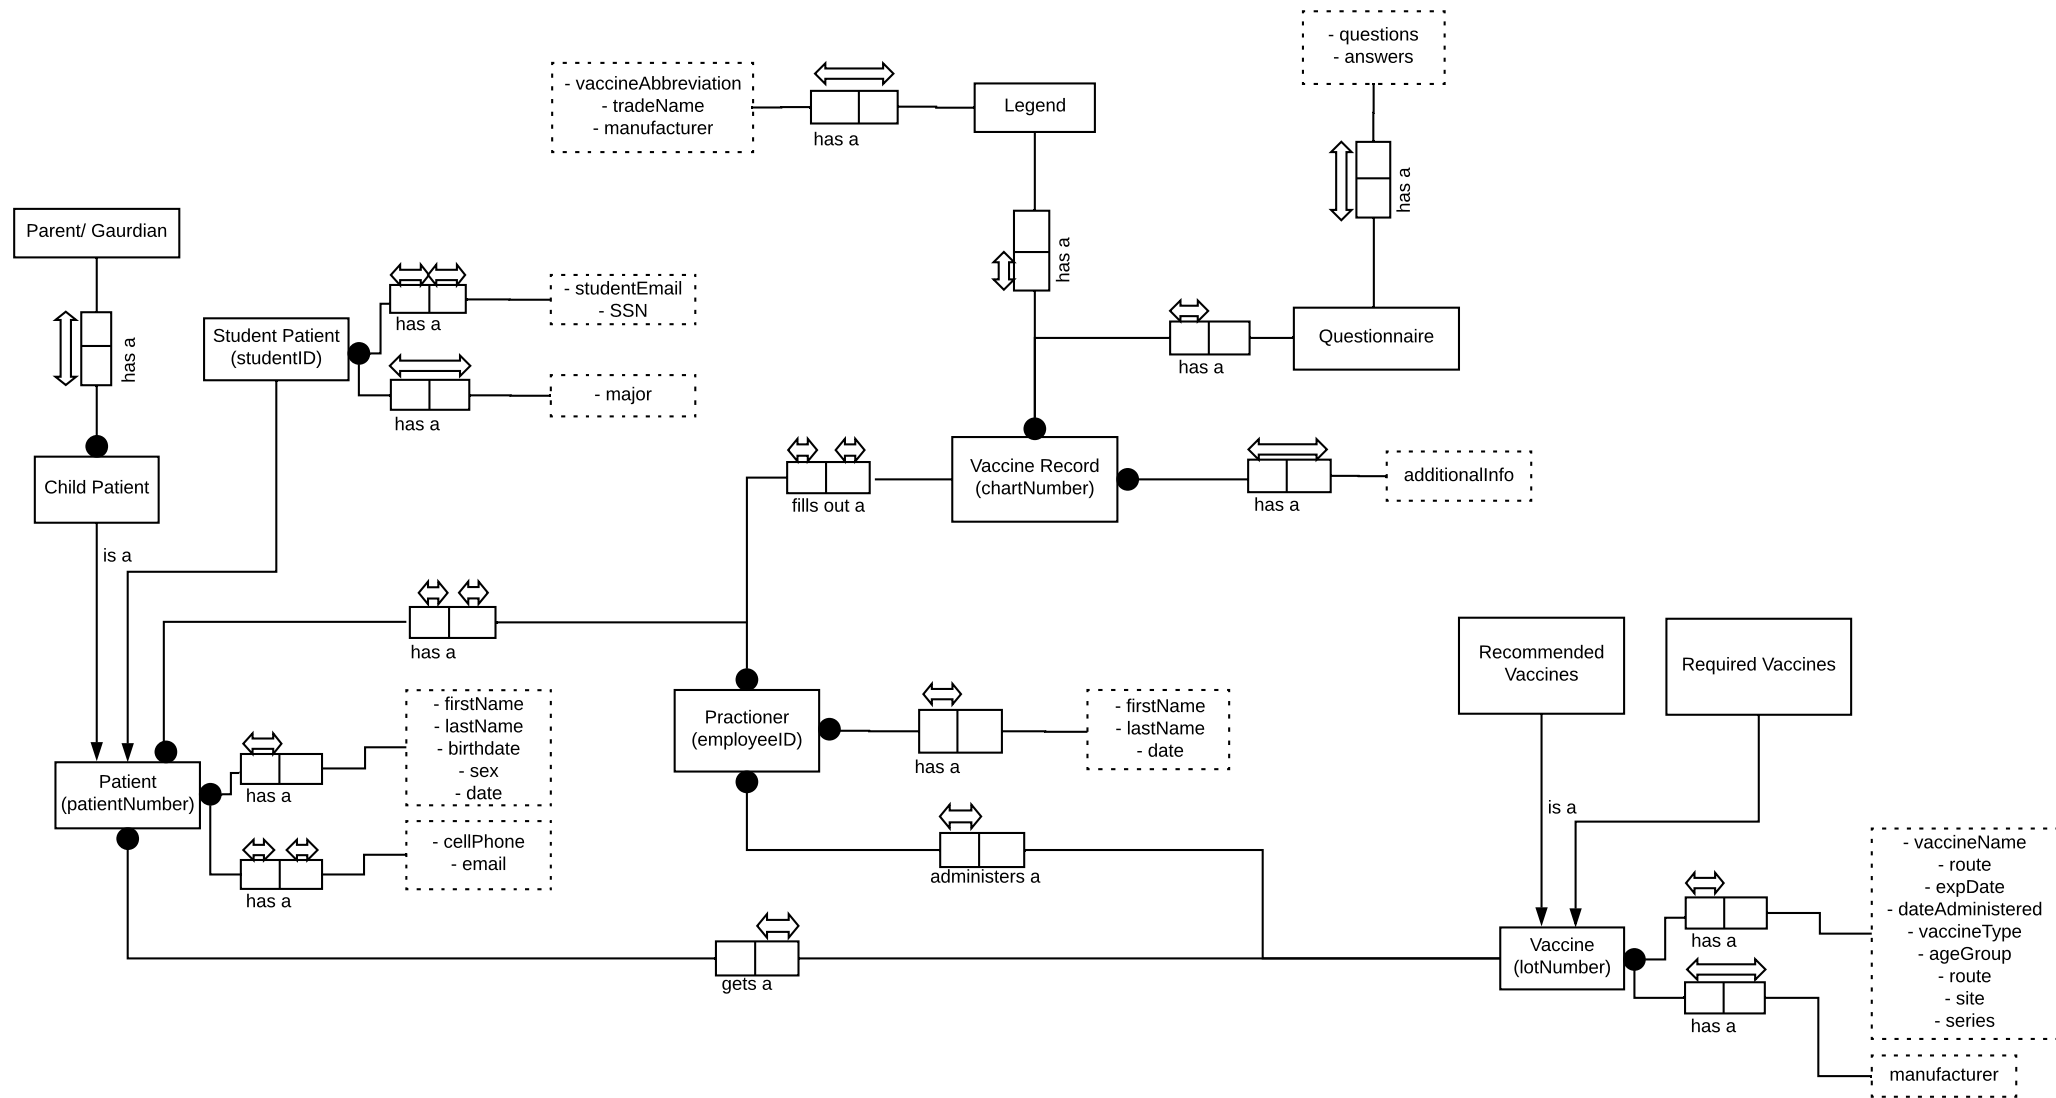 - questions
- answers
- vaccineAbbreviation
- tradeName
- manufacturer
has a
Legend
has a
Parent/ Gaurdian
has a
has a
- studentEmail
- SSN
has a
Student Patient
(studentID)
has a
- major
has a
Questionnaire
Child Patient
fills out a
Vaccine Record
(chartNumber)
has a
additionalInfo
is a
has a
Recommended
Vaccines
Required Vaccines
- firstName
- lastName
- birthdate
- sex
- date
Practioner
(employeeID)
has a
- firstName
- lastName
- date
Patient
(patientNumber)
has a
- cellPhone
- email
has a
administers a
is a
gets a
Vaccine
(lotNumber)
has a
- vaccineName
- route
- expDate
- dateAdministered
- vaccineType
- ageGroup
- route
- site
- series
has a
manufacturer